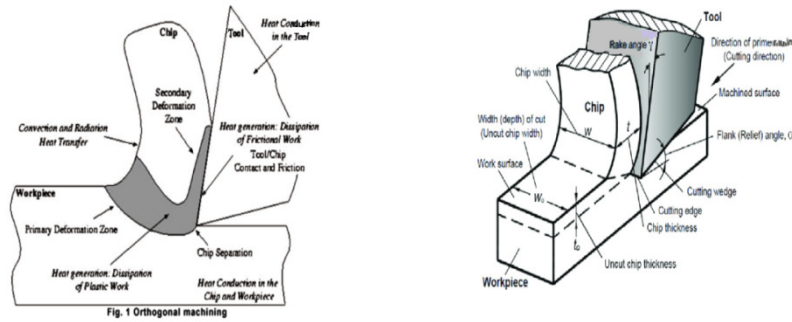 Chip
Tool
Heat Conduction
in the Tool
Secondary
Deformation
Zone
Convection and Radiation
Heat Transfer
Heat generation: Dissipation
of Frictional Work
Tool/Chip
Contact and Friction
Workpiece
Primary Deformation Zone
Chip Separation
Heat generation: Dissipation
of Plastic Work
Heat Conduction in the
Chip and Workpiece
Fig. 1 Orthogonal machining
Rake angle γ
Tool
Direction of
(Cutting direction)
Chip width
Machined surface
Chip
Width (depth) of cut
(Uncut chip width)
W
t
Flank (Relief) angle,
Work surface
W₀
Cutting wedge
Cutting edge
Chip thickness
t₀
Uncut chip thickness
Workpiece